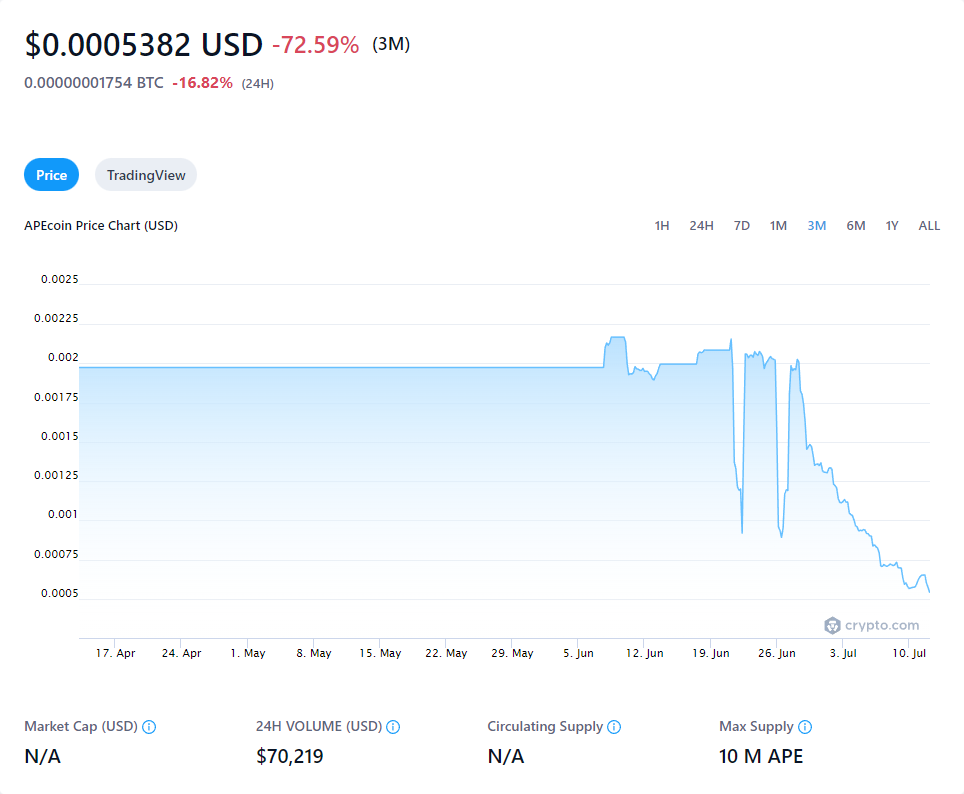 $0.0005382 USD -72.59% (3M)
0.00000001754 BTC -16.82% (24H)
Price TradingView
APEcoin Price Chart (USD) 1H 24H 7D 1M 3M 6M 1Y ALL
0.0025
0.00225
0.002
0.00175
0.0015
0.00125
0.001
0.00075
0.0005
crypto.com
17. Apr 24. Apr 1. May 8. May 15. May 22. May 29. May 5. Jun 12. Jun 19. Jun 26. Jun 3. Jul 10. Jul
Market Cap (USD) 24H VOLUME (USD) Circulating Supply Max Supply
N/A $70,219 N/A 10 M APE